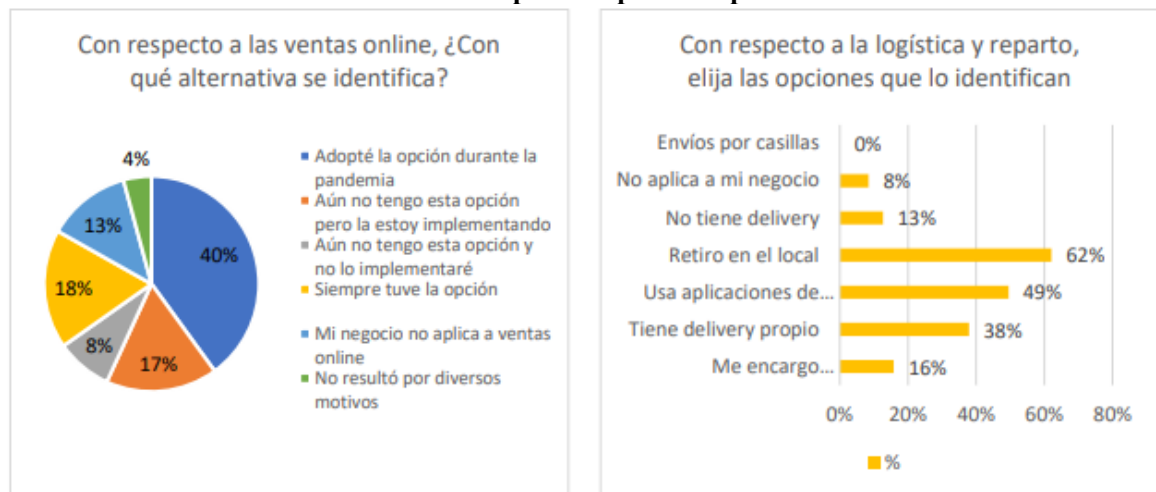 Con respecto a las ventas online, ¿Con
qué alternativa se identifica?
4%
13%
40%
18%
8%
17%
Adopté la opción durante la
pandemia
Aún no tengo esta opción
pero la estoy implementando
Aún no tengo esta opción y
no lo implementaré
Siempre tuve la opción
Mi negocio no aplica a ventas
online
No resultó por diversos
motivos
Con respecto a la logística y reparto,
elija las opciones que lo identifican
Envíos por casillas 0%
No aplica a mi negocio 8%
No tiene delivery 13%
Retiro en el local 62%
Usa aplicaciones de... 49%
Tiene delivery propio 38%
Me encargo... 16%
0% 20% 40% 60% 80%
%